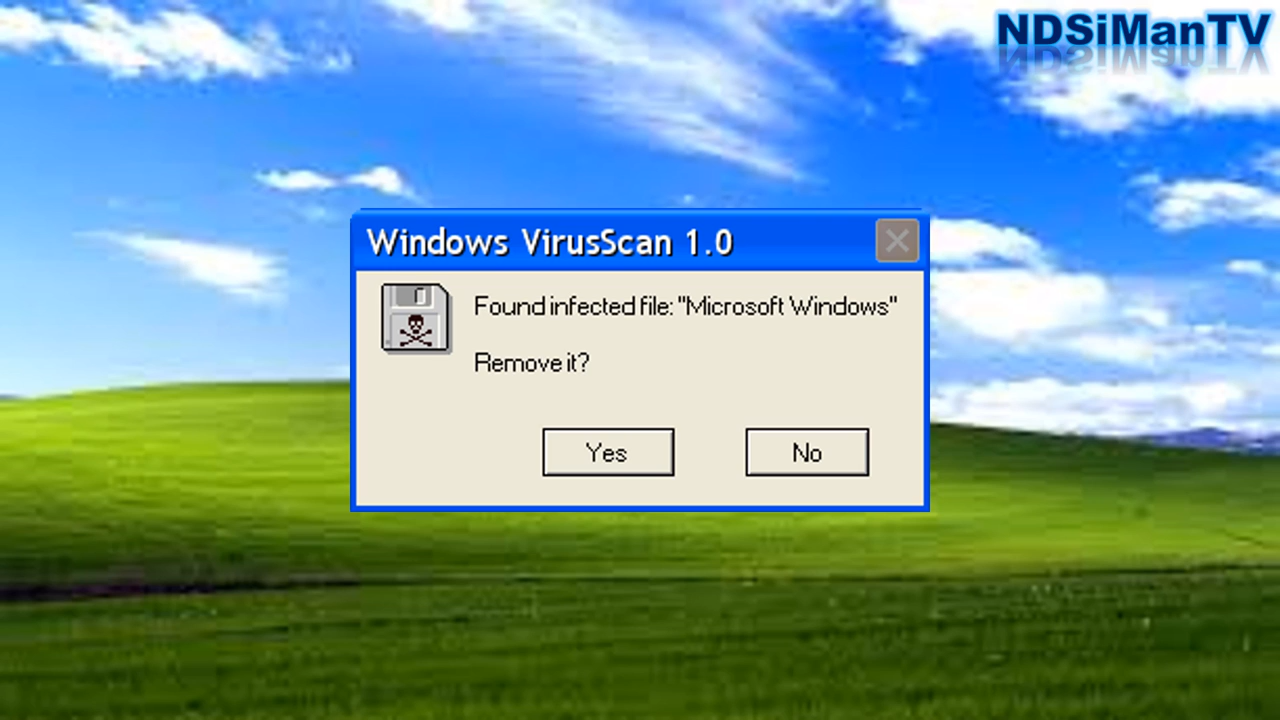 NDSiManTV
Windows VirusScan 1.0
Found infected file: "Microsoft Windows"
Remove it?
Yes
No